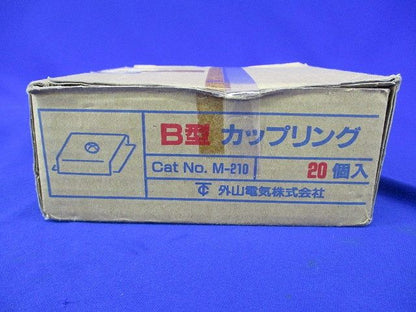 B型 カップリング
Cat No. M-210
20個入
外山電気株式会社